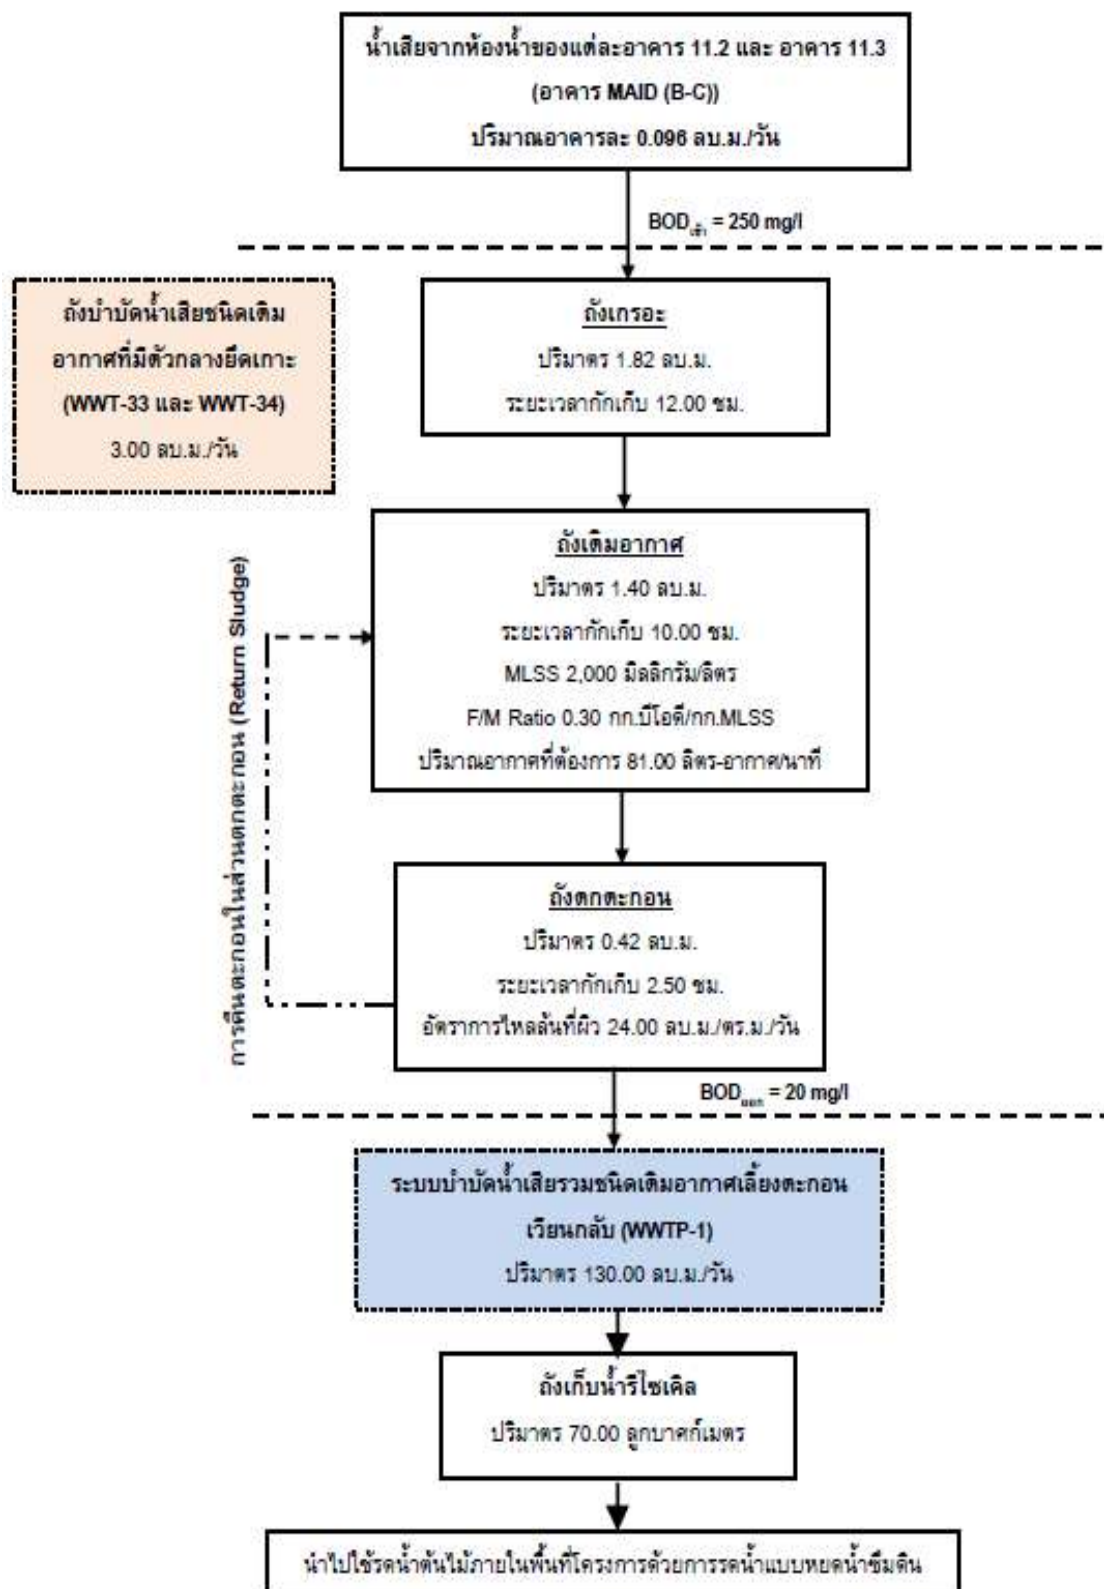 น้ำเสียจากห้องน้ำของแต่ละอาคาร 11.2 และ อาคาร 11.3
(อาคาร MAID (B-C))
ปริมาณอาคารละ 0.096 ลบ.ม./วัน
BODเข้า = 250 mg/l
ถังบำบัดน้ำเสียชนิดเติม
อากาศที่มีตัวกลางยึดเกาะ
(WWT-33 และ WWT-34)
3.00 ลบ.ม./วัน
ถังเกรอะ
ปริมาตร 1.82 ลบ.ม.
ระยะเวลากักเก็บ 12.00 ชม.
ถังเติมอากาศ
ปริมาตร 1.40 ลบ.ม.
ระยะเวลากักเก็บ 10.00 ชม.
MLSS 2,000 มิลลิกรัม/ลิตร
F/M Ratio 0.30 กก.บีโอดี/กก.MLSS
ปริมาณอากาศที่ต้องการ 81.00 ลิตร-อากาศ/นาที
การคืนตะกอนในส่วนตกตะกอน (Return Sludge)
ถังตกตะกอน
ปริมาตร 0.42 ลบ.ม.
ระยะเวลากักเก็บ 2.50 ชม.
อัตราการไหลล้นที่ผิว 24.00 ลบ.ม./ตร.ม./วัน
BODออก = 20 mg/l
ระบบบำบัดน้ำเสียรวมชนิดเติมอากาศเลี้ยงตะกอน
เวียนกลับ (WWTP-1)
ปริมาตร 130.00 ลบ.ม./วัน
ถังเก็บน้ำรีไซเคิล
ปริมาตร 70.00 ลูกบาศก์เมตร
นำไปใช้รดน้ำต้นไม้ภายในพื้นที่โครงการด้วยการรดน้ำแบบหยดน้ำซึมดิน